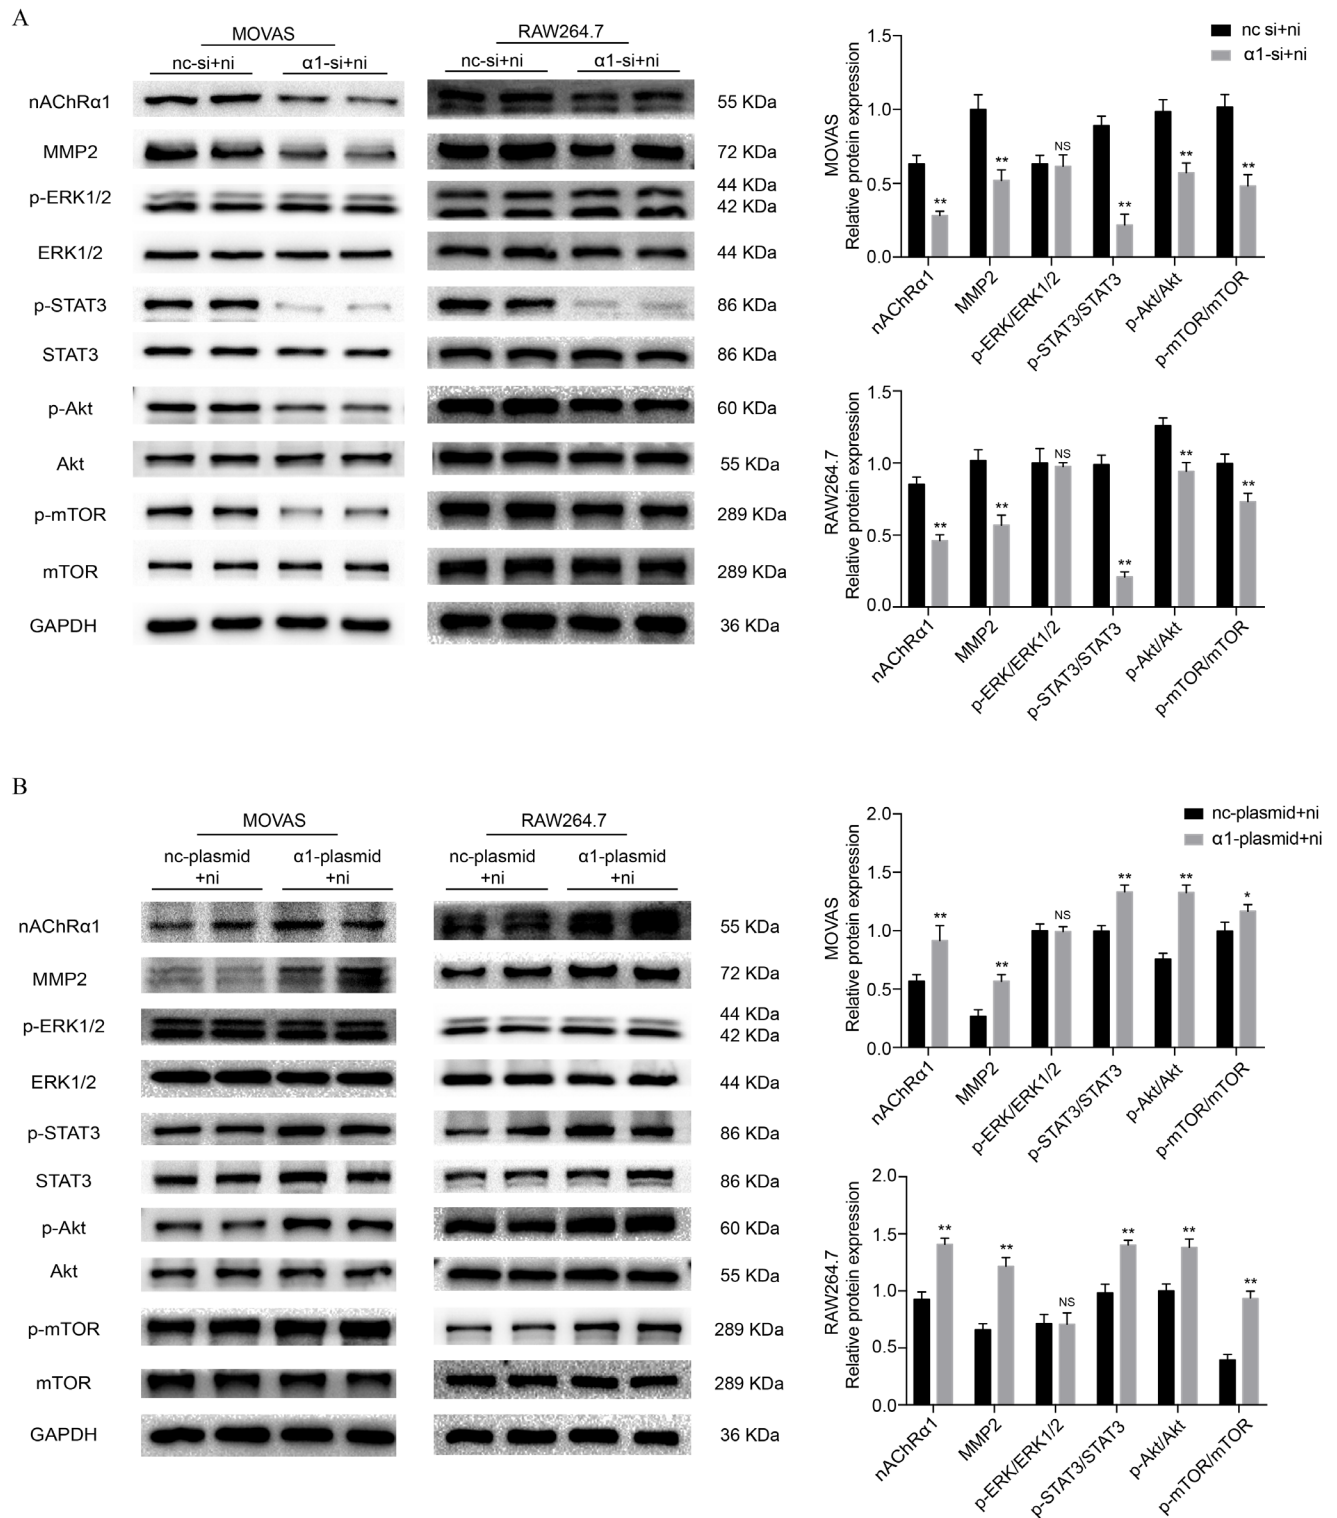 A
MOVAS
RAW264.7
nc-si+ni
α1-si+ni
nc-si+ni
α1-si+ni
nAChRα1
55 KDa
MMP2
72 KDa
p-ERK1/2
44 KDa
42 KDa
ERK1/2
44 KDa
p-STAT3
86 KDa
STAT3
86 KDa
p-Akt
60 KDa
Akt
55 KDa
p-mTOR
289 KDa
mTOR
289 KDa
GAPDH
36 KDa
nc si+ni
α1-si+ni
MOVAS
Relative protein expression
1.5
1.0
0.5
0.0
**
**
NS
**
**
**
nAChRα1
MMP2
p-ERK/ERK1/2
p-STAT3/STAT3
p-Akt/Akt
p-mTOR/mTOR
RAW264.7
Relative protein expression
1.5
1.0
0.5
0.0
**
**
NS
**
**
**
nAChRα1
MMP2
p-ERK/ERK1/2
p-STAT3/STAT3
p-Akt/Akt
p-mTOR/mTOR
B
MOVAS
RAW264.7
nc-plasmid
+ni
α1-plasmid
+ni
nc-plasmid
+ni
α1-plasmid
+ni
nAChRα1
55 KDa
MMP2
72 KDa
p-ERK1/2
44 KDa
42 KDa
ERK1/2
44 KDa
p-STAT3
86 KDa
STAT3
86 KDa
p-Akt
60 KDa
Akt
55 KDa
p-mTOR
289 KDa
mTOR
289 KDa
GAPDH
36 KDa
nc-plasmid+ni
α1-plasmid+ni
MOVAS
Relative protein expression
2.0
1.5
1.0
0.5
0.0
**
**
NS
**
**
*
nAChRα1
MMP2
p-ERK/ERK1/2
p-STAT3/STAT3
p-Akt/Akt
p-mTOR/mTOR
RAW264.7
Relative protein expression
2.0
1.5
1.0
0.5
0.0
**
**
NS
**
**
**
nAChRα1
MMP2
p-ERK/ERK1/2
p-STAT3/STAT3
p-Akt/Akt
p-mTOR/mTOR